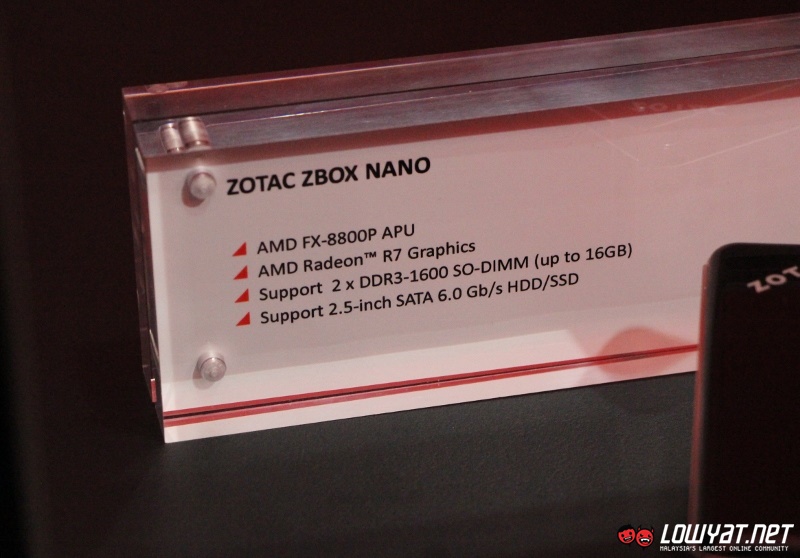 ZOTAC ZBOX NANO
AMD FX-8800P APU
AMD Radeon™ R7 Graphics
Support 2 x DDR3-1600 SO-DIMM (up to 16GB)
Support 2.5-inch SATA 6.0 Gb/s HDD/SSD
ZOT
LOWYAT.NET
MALAYSIA'S LARGEST ONLINE COMMUNITY